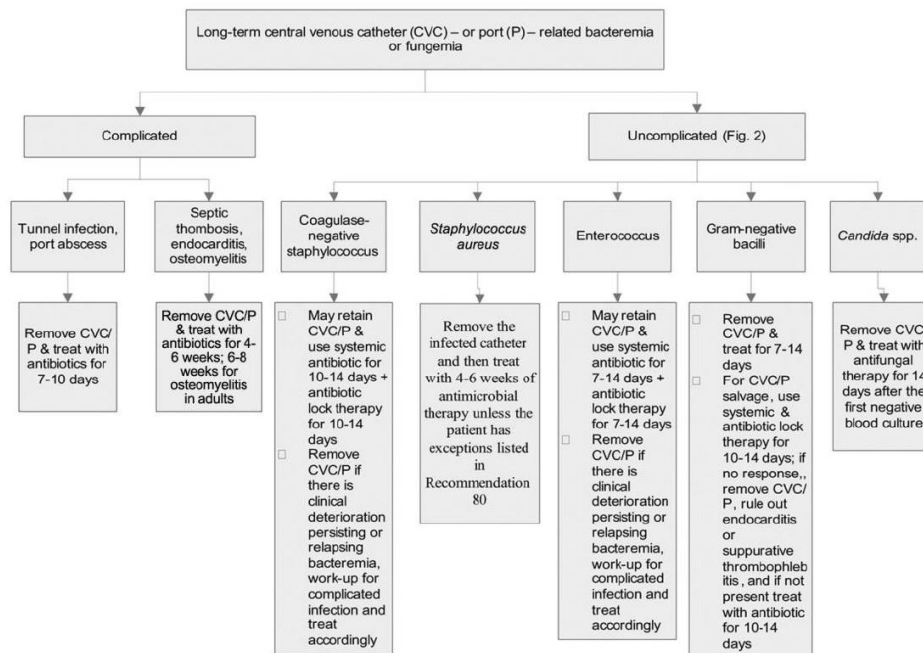 Long-term central venous catheter (CVC) – or port (P) – related bacteremia
or fungemia
Complicated
Uncomplicated (Fig. 2)
Tunnel infection,
port abscess
Septic
thombosis,
endocarditis,
osteomyelitis
Coagulase-
negative
staphylococcus
Staphylococcus
aureus
Enterococcus
Gram-negative
bacilli
Candida spp.
Remove CVC/
P & treat with
antibiotics for
7-10 days
Remove CVC/P
& treat with
antibiotics for 4-
6 weeks; 6-8
weeks for
osteomyelitis
in adults
May retain
CVC/P &
use systemic
antibiotic for
10-14 days +
antibiotic
lock therapy
for 10-14
days
Remove
CVC/P if
there is
clinical
deterioration
persisting or
relapsing
bacteremia,
work-up for
complicated
infection and
treat
accordingly
Remove the
infected catheter
and then treat
with 4-6 weeks of
antimicrobial
therapy unless the
patient has
exceptions listed
in
Recommendation
80
May retain
CVC/P &
use systemic
antibiotic for
7-14 days +
antibiotic
lock therapy
for 7-14 days
Remove
CVC/P if
there is
clinical
deterioration
persisting or
relapsing
bacteremia,
work-up for
complicated
infection and
treat
accordingly
Remove
CVC/P &
treat for 7-14
days
For CVC/P
salvage, use
systemic &
antibiotic lock
therapy for
10-14 days; if
no response,,
remove CVC/
P, rule out
endocarditis
or
suppurative
thrombophleb
itis, and if not
present treat
with antibiotic
for 10-14
days
Remove CVC/
P & treat with
antifungal
therapy for 14
days after the
first negative
blood culture